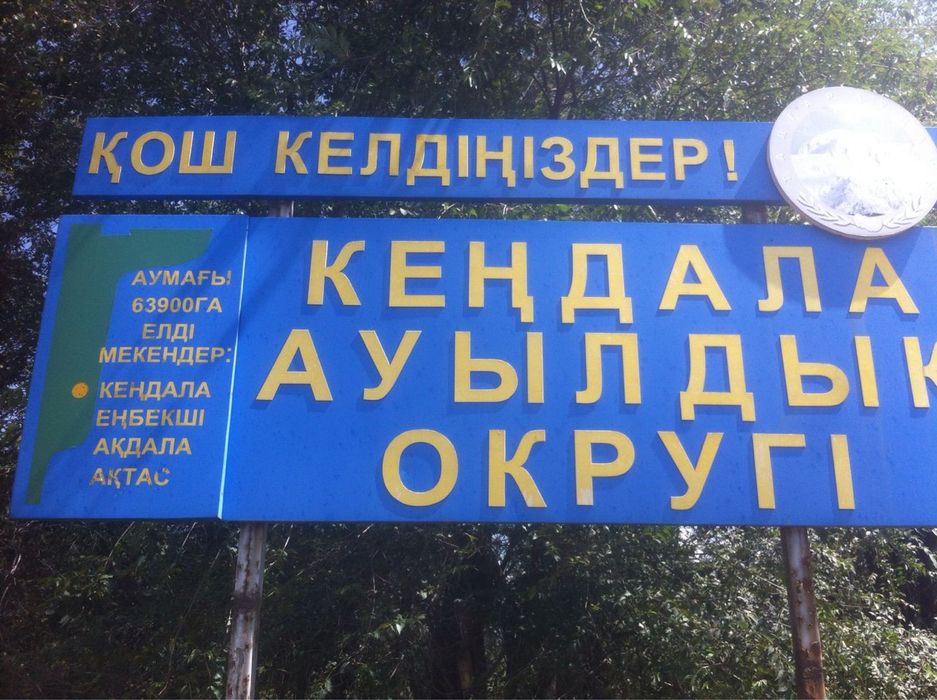 ҚОШ КЕЛДІҢІЗДЕР!
АУМАҒЫ
63900ГА
ЕЛДІ
МЕКЕНДЕР:
КЕҢДАЛА
ЕҢБЕКШІ
АҚДАЛА
АҚТАС
КЕҢДАЛА
АУЫЛДЫҚ
ОКРУГІ